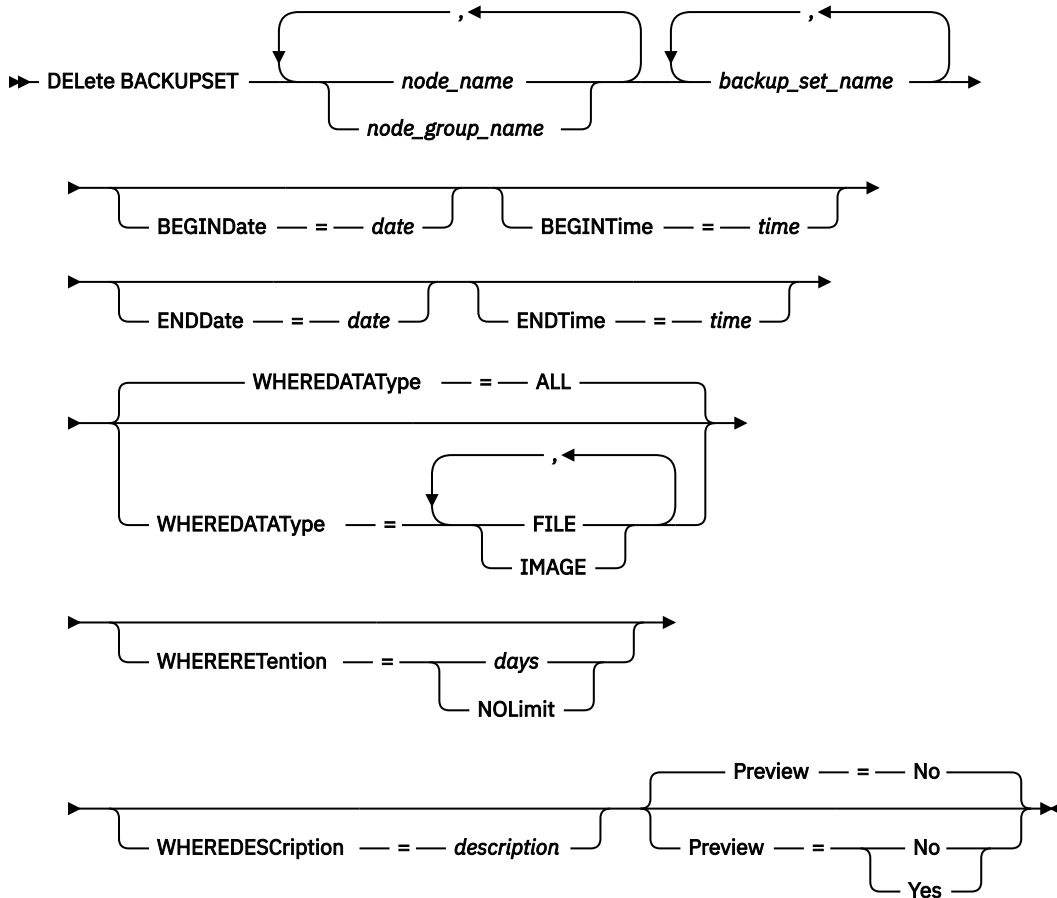 , ,
DELete BACKUPSET node_name backup_set_name
node_group_name
BEGINDate = date BEGINTime = time
ENDDate = date ENDTime = time
WHEREDATAType = ALL
,
WHEREDATAType = FILE
IMAGE
WHERERETention = days
NOLimit
Preview = No
WHEREDESCription = description Preview = No
Yes